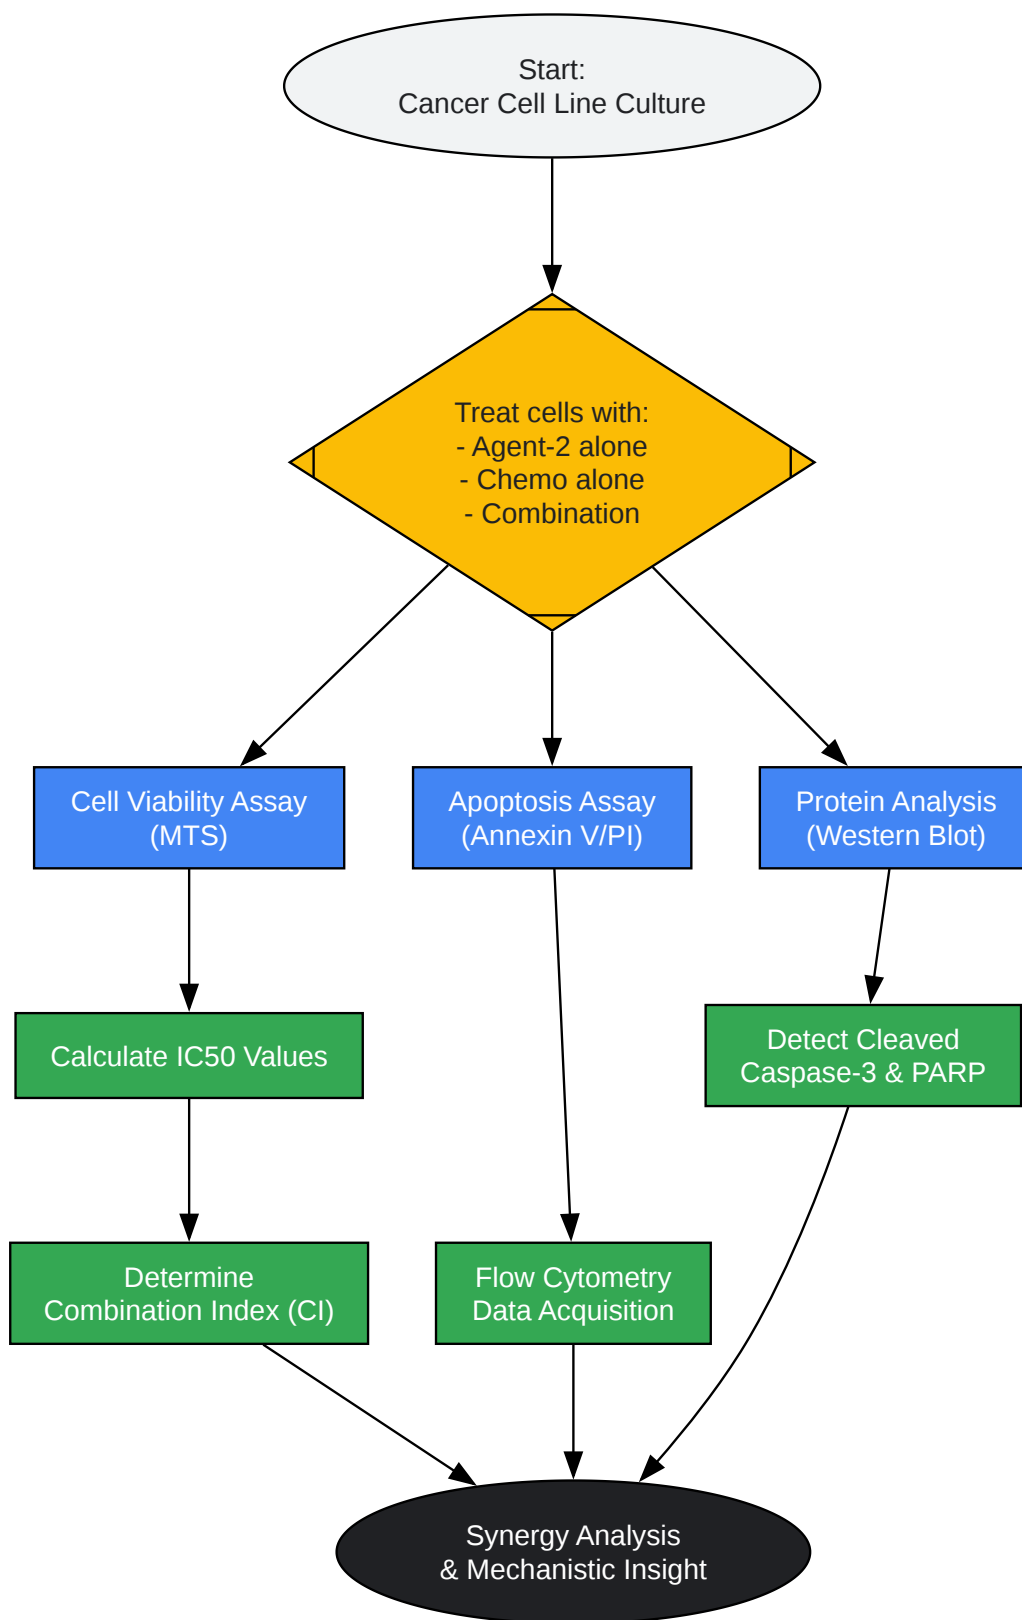 Start:
Cancer Cell Line Culture
Treat cells with:
- Agent-2 alone
- Chemo alone
- Combination
Cell Viability Assay
(MTS)
Apoptosis Assay
(Annexin V/PI)
Protein Analysis
(Western Blot)
Calculate IC50 Values
Detect Cleaved
Caspase-3 & PARP
Determine
Combination Index (CI)
Flow Cytometry
Data Acquisition
Synergy Analysis
& Mechanistic Insight